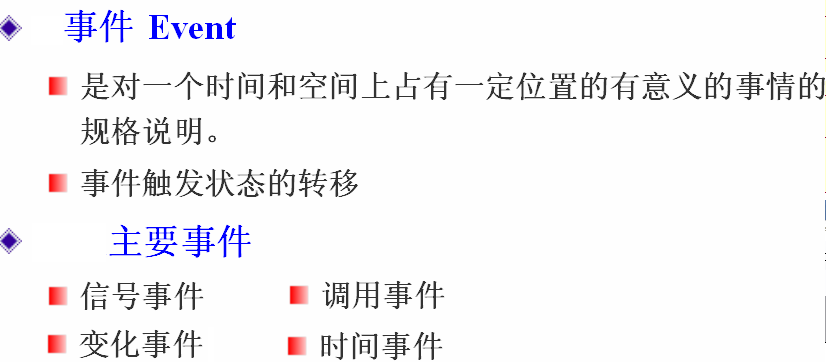 事件 Event
是对一个时间和空间上占有一定位置的有意义的事情的
规格说明。
事件触发状态的转移
主要事件
信号事件 调用事件
变化事件 时间事件